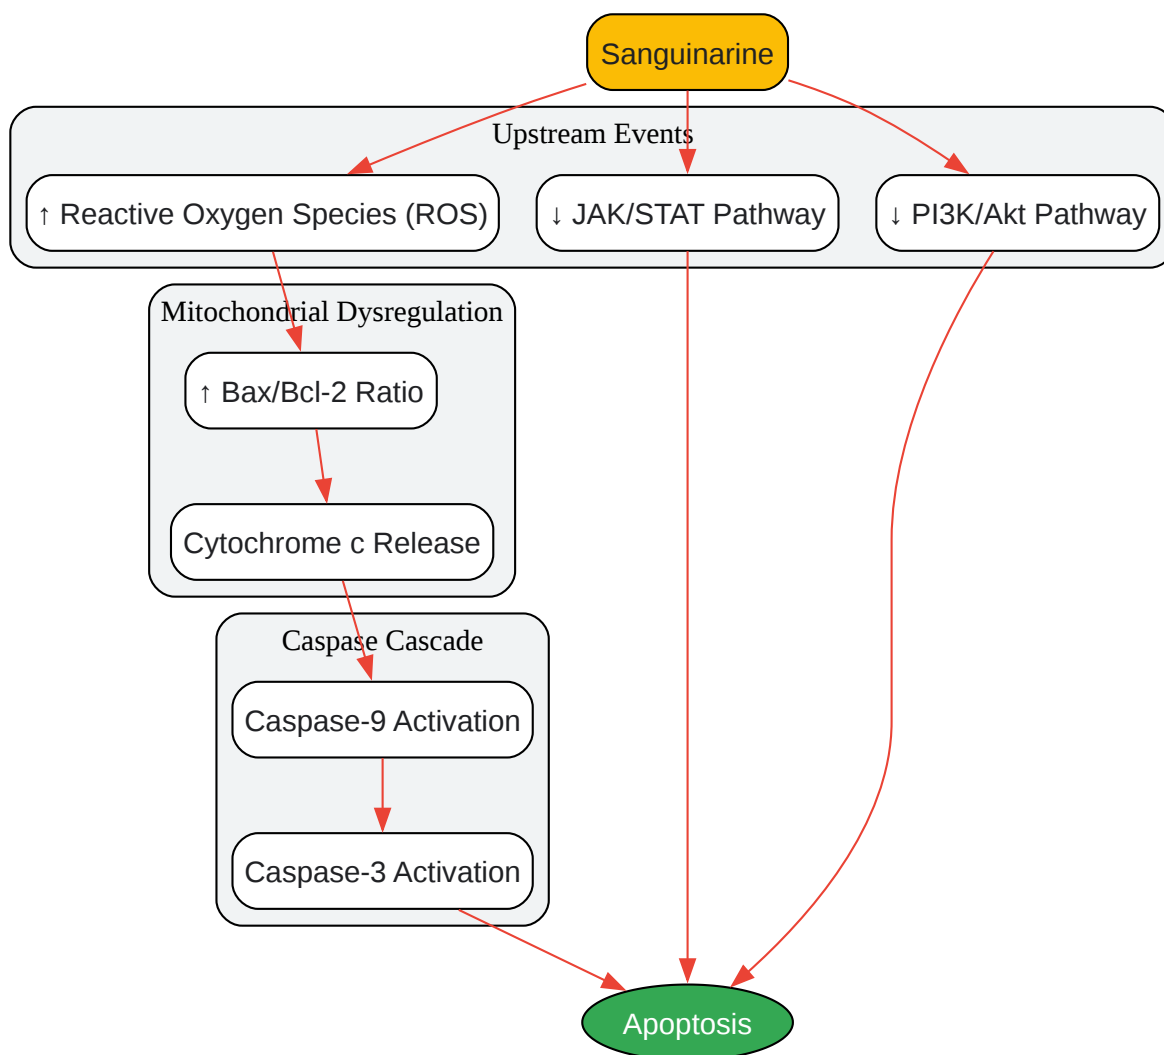 Sanguinarine
Upstream Events
↑ Reactive Oxygen Species (ROS)
↓ JAK/STAT Pathway
↓ PI3K/Akt Pathway
Mitochondrial Dysregulation
↑ Bax/Bcl-2 Ratio
Cytochrome c Release
Caspase Cascade
Caspase-9 Activation
Caspase-3 Activation
Apoptosis